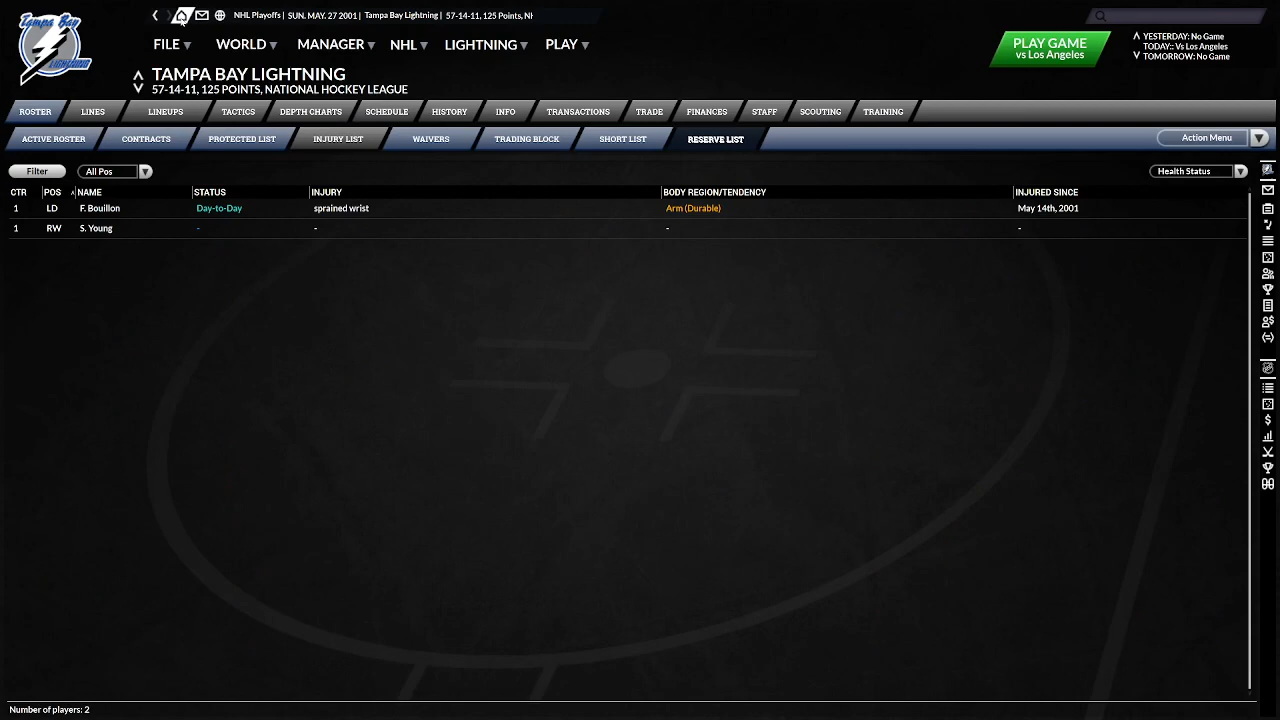 Tampa Bay
LIGHTNING
NHL Playoffs | SUN. MAY. 27 2001 | Tampa Bay Lightning | 57-14-11, 125 Points, NH
FILE WORLD MANAGER NHL LIGHTNING PLAY
PLAY GAME
vs Los Angeles
YESTERDAY: No Game
TODAY:: Vs Los Angeles
TOMORROW: No Game
TAMPA BAY LIGHTNING
57-14-11, 125 POINTS, NATIONAL HOCKEY LEAGUE
ROSTER LINES LINEUPS TACTICS DEPTH CHARTS SCHEDULE HISTORY INFO TRANSACTIONS TRADE FINANCES STAFF SCOUTING TRAINING
ACTIVE ROSTER CONTRACTS PROTECTED LIST INJURY LIST WAIVERS TRADING BLOCK SHORT LIST RESERVE LIST Action Menu
Filter All Pos Health Status
CTR POS NAME STATUS INJURY BODY REGION/TENDENCY INJURED SINCE
1 LD F. Bouillon Day-to-Day sprained wrist Arm (Durable) May 14th, 2001
1 RW S. Young - - - -
Number of players: 2